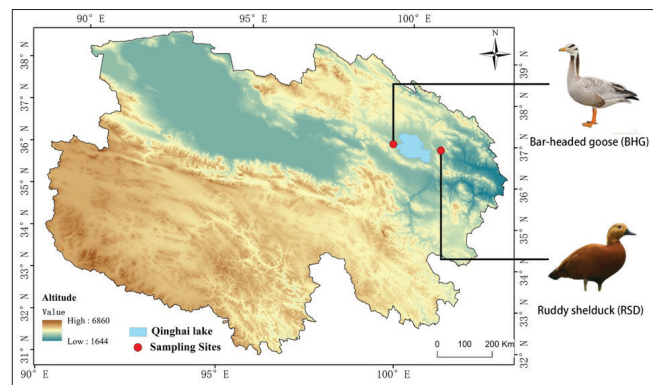 90° E
95° E
100° E
38° N
37° N
36° N
35° N
34° N
33° N
32° N
31° N
39° N
38° N
37° N
36° N
35° N
34° N
33° N
32° N
N
Bar-headed goose (BHG)
Ruddy shelduck (RSD)
Altitude
Value
High : 6860
Low : 1644
Qinghai lake
Sampling Sites
0 100 200 Km
90° E
95° E
100° E